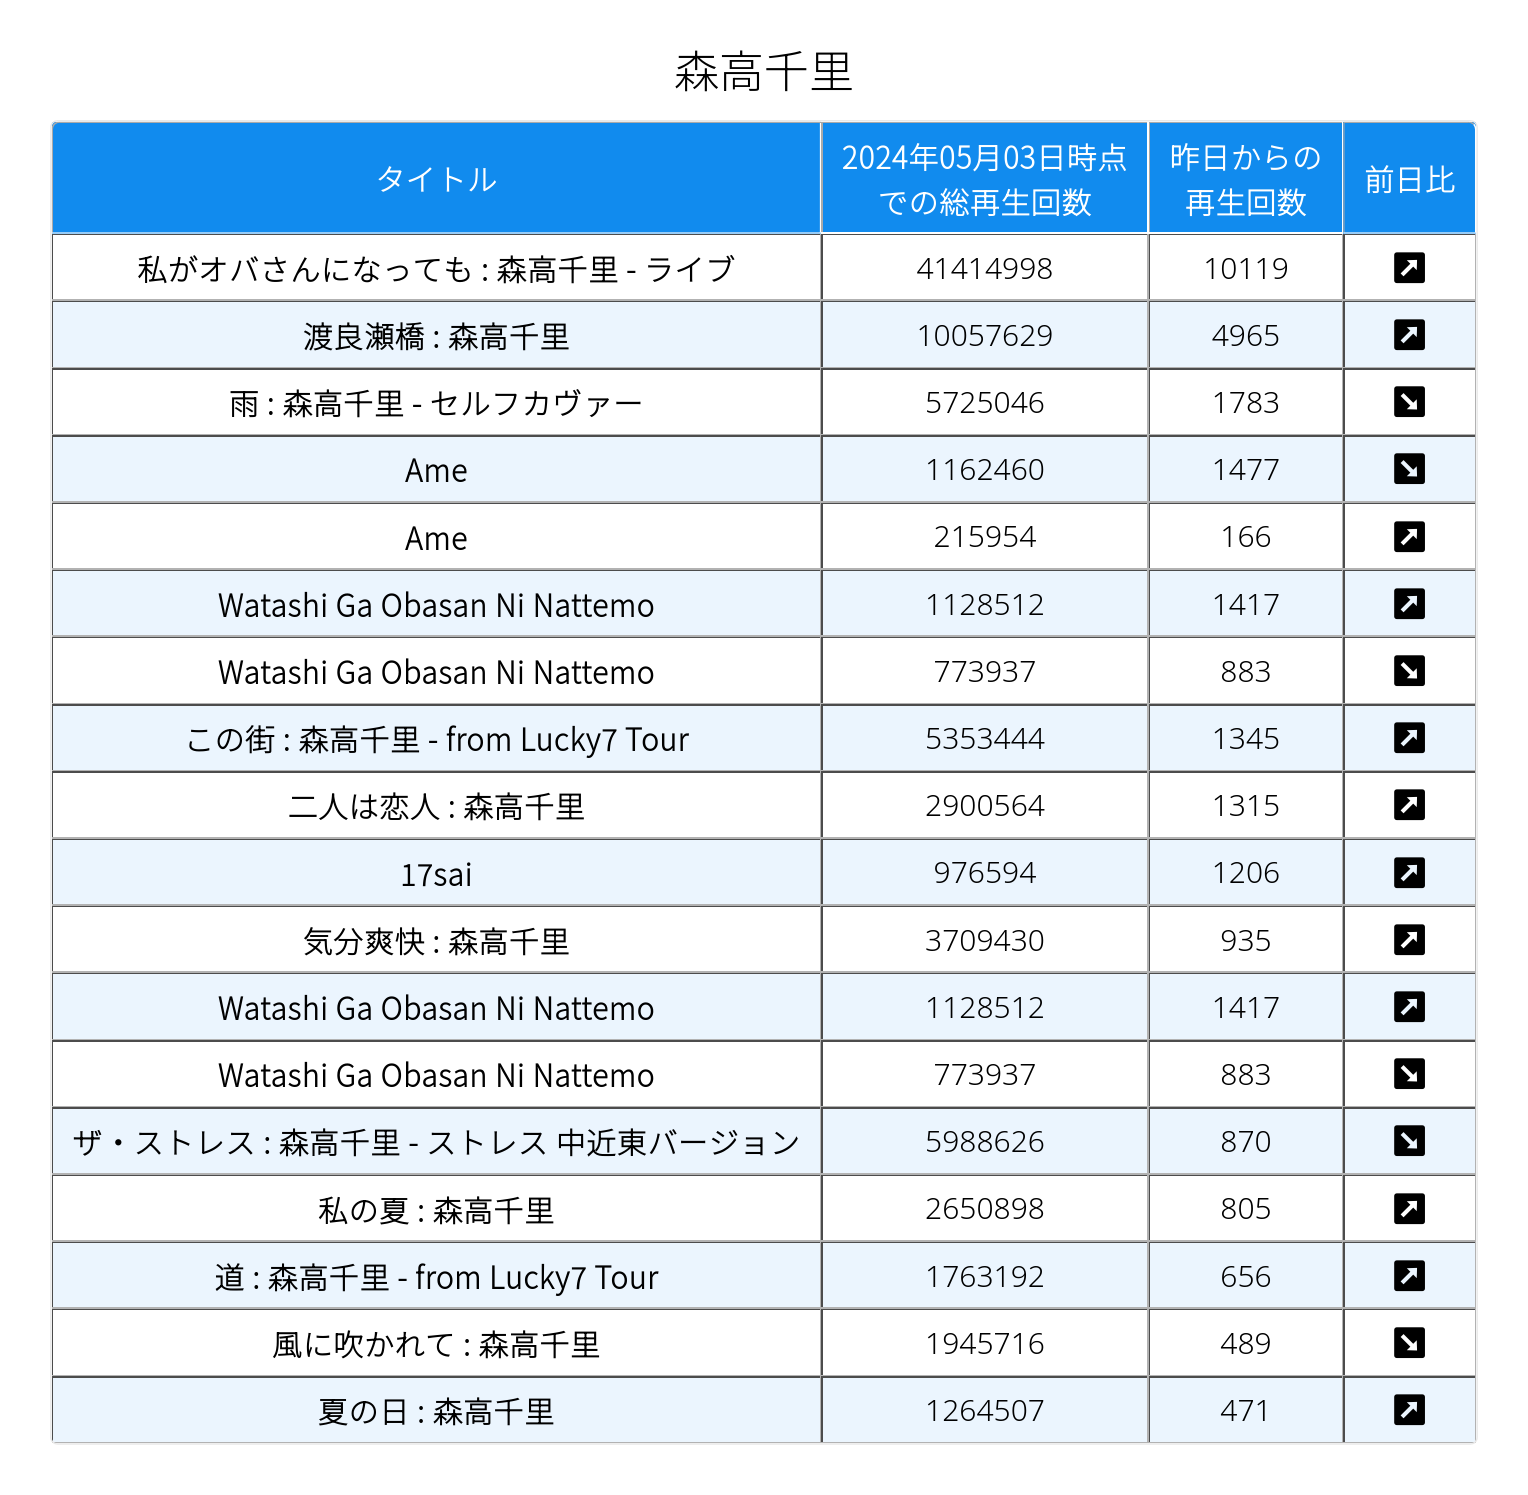 森高千里
タイトル 2024年05月03日時点での総再生回数 昨日からの再生回数 前日比
私がオバさんになっても : 森高千里 - ライブ 41414998 10119 ↗
渡良瀬橋 : 森高千里 10057629 4965 ↗
雨 : 森高千里 - セルフカヴァー 5725046 1783 ↘
Ame 1162460 1477 ↘
Ame 215954 166 ↗
Watashi Ga Obasan Ni Nattemo 1128512 1417 ↗
Watashi Ga Obasan Ni Nattemo 773937 883 ↘
この街 : 森高千里 - from Lucky7 Tour 5353444 1345 ↗
二人は恋人 : 森高千里 2900564 1315 ↗
17sai 976594 1206 ↗
気分爽快 : 森高千里 3709430 935 ↗
Watashi Ga Obasan Ni Nattemo 1128512 1417 ↗
Watashi Ga Obasan Ni Nattemo 773937 883 ↘
ザ・ストレス : 森高千里 - ストレス 中近東バージョン 5988626 870 ↘
私の夏 : 森高千里 2650898 805 ↗
道 : 森高千里 - from Lucky7 Tour 1763192 656 ↗
風に吹かれて : 森高千里 1945716 489 ↘
夏の日 : 森高千里 1264507 471 ↗